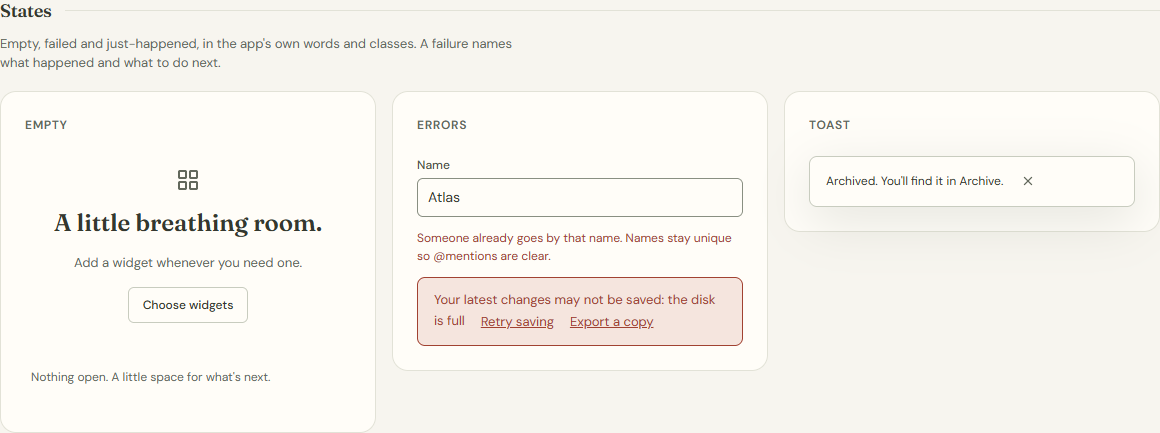 States
Empty, failed and just-happened, in the app's own words and classes. A failure names
what happened and what to do next.
EMPTY
A little breathing room.
Add a widget whenever you need one.
Choose widgets
Nothing open. A little space for what's next.
ERRORS
Name
Atlas
Someone already goes by that name. Names stay unique
so @mentions are clear.
Your latest changes may not be saved: the disk
is full Retry saving Export a copy
TOAST
Archived. You'll find it in Archive.